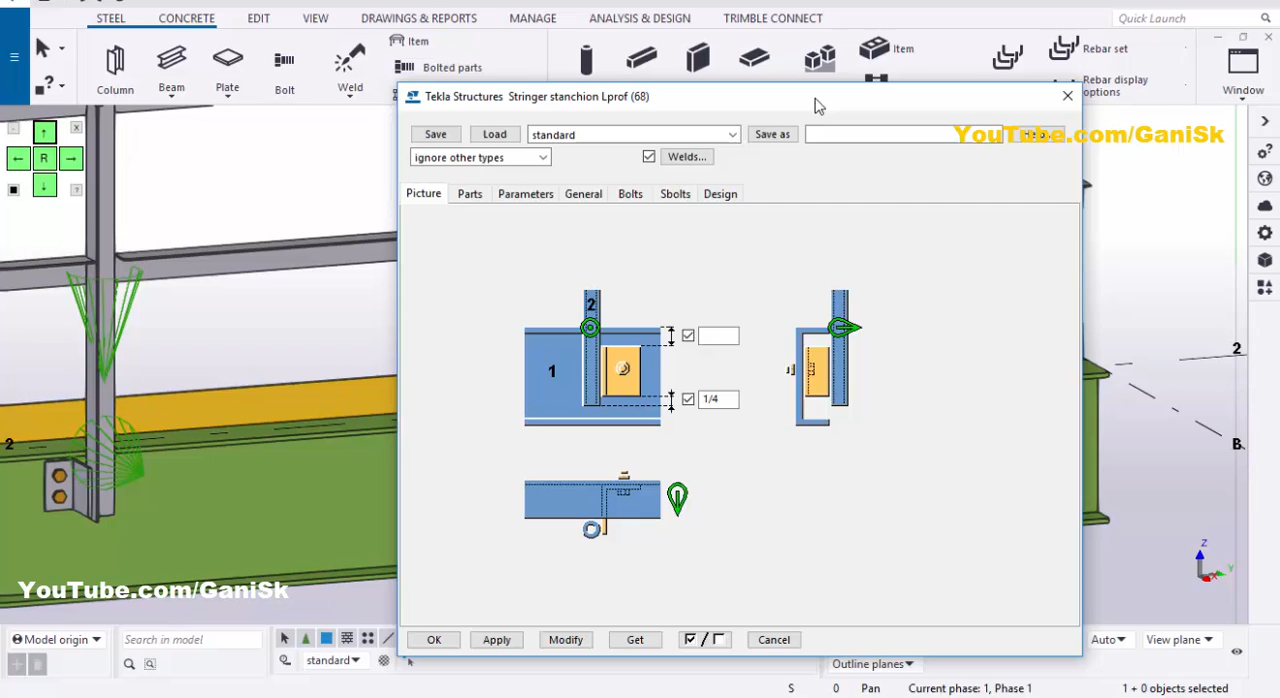 STEEL CONCRETE EDIT VIEW DRAWINGS & REPORTS MANAGE ANALYSIS & DESIGN TRIMBLE CONNECT Quick Launch
Item
Bolted parts
Column Beam Plate Bolt Weld
Item
Rebar set
Rebar display options
Window
Tekla Structures Stringer stanchion Lprof (68)
Save Load standard Save as
YouTube.com/GaniSk
ignore other types Welds...
Picture Parts Parameters General Bolts Sbolts Design
R
2
1
1/4
2
2
B
Z
Y
X
YouTube.com/GaniSk
OK Apply Modify Get / Cancel
Model origin Search in model
standard
Auto View plane
Outline planes
S 0 Pan Current phase: 1, Phase 1 1 + 0 objects selected